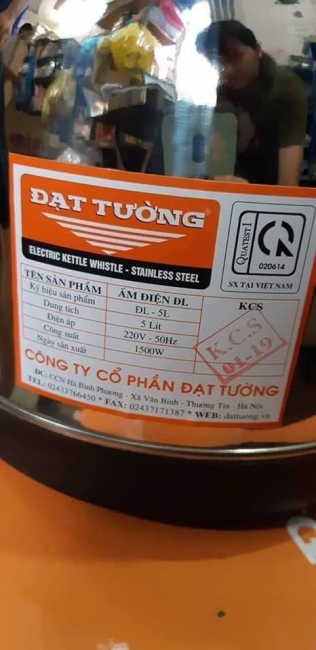 ĐẠT TƯỜNG®
ELECTRIC KETTLE WHISTLE - STAINLESS STEEL
QUATEST 1
020614
SX TẠI VIỆT NAM
TÊN SẢN PHẨM ẤM ĐIỆN ĐL KCS
Ký hiệu sản phẩm ĐL - 5L
Dung tích 5 Lít
Điện áp 220V - 50Hz
Công suất 1500W
Ngày sản xuất
K.C.S
01-19
CÔNG TY CỔ PHẦN ĐẠT TƯỜNG
ĐC: CCN Hà Bình Phương - Xã Văn Bình - Thường Tín - Hà Nội
TEL: 02433766450 * FAX: 02437171387 * WEB: dattuong.vn